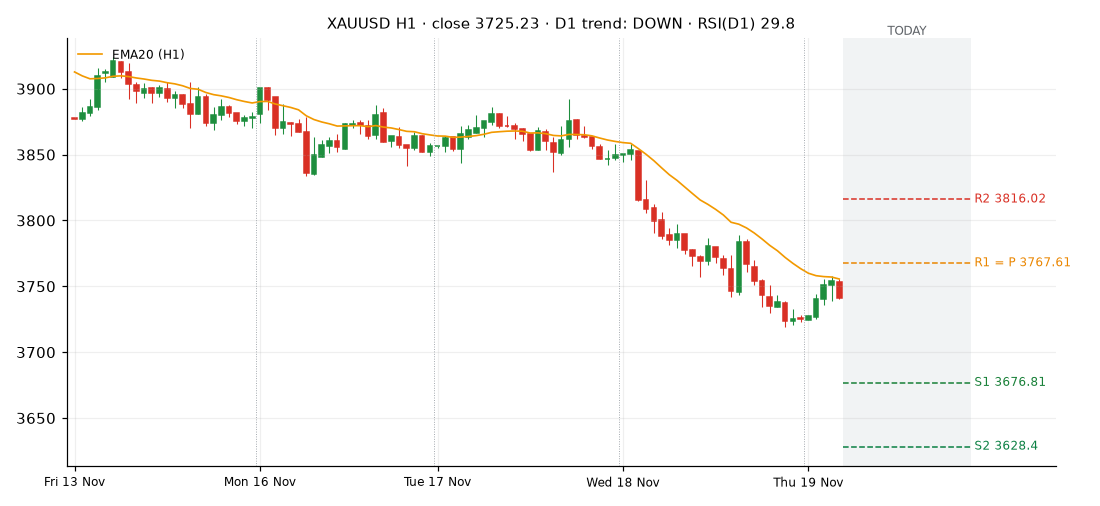 XAUUSD H1 · close 3725.23 · D1 trend: DOWN · RSI(D1) 29.8
TODAY
EMA20 (H1)
3900
3850
3800
3750
3700
3650
R2 3816.02
R1 = P 3767.61
S1 3676.81
S2 3628.4
Fri 13 Nov
Mon 16 Nov
Tue 17 Nov
Wed 18 Nov
Thu 19 Nov